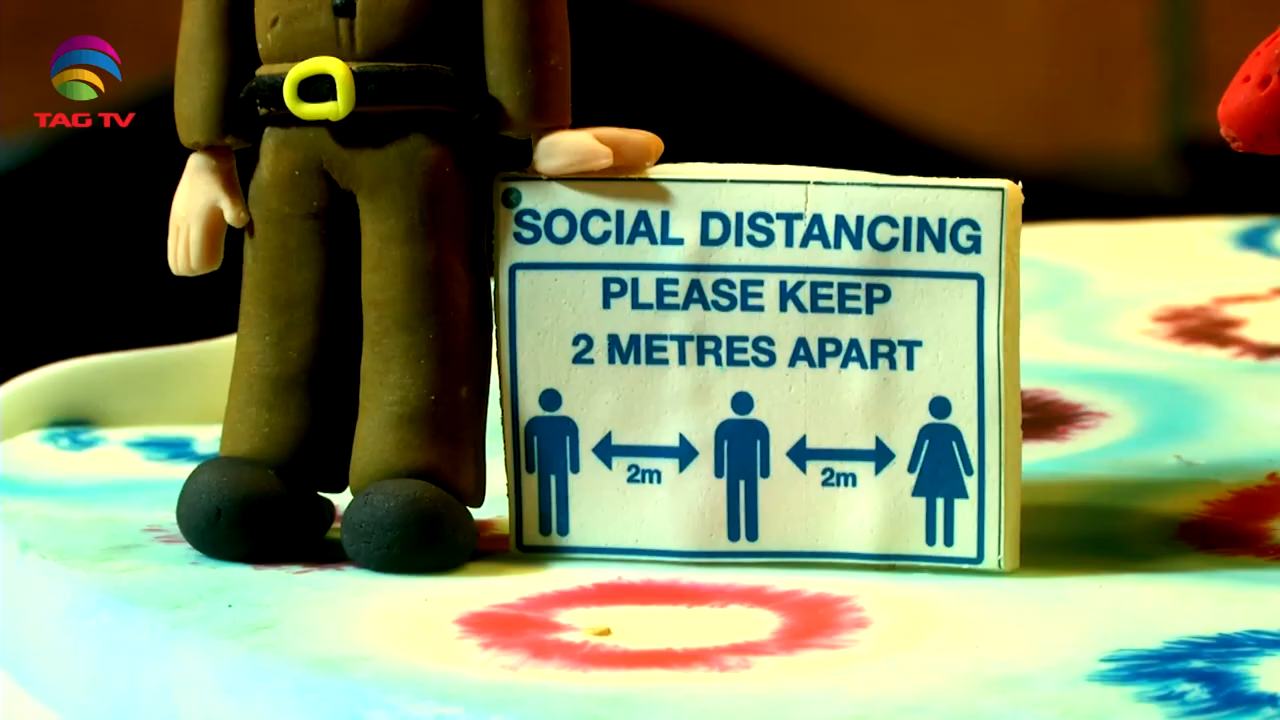 TAG TV
SOCIAL DISTANCING
PLEASE KEEP
2 METRES APART
2m 2m